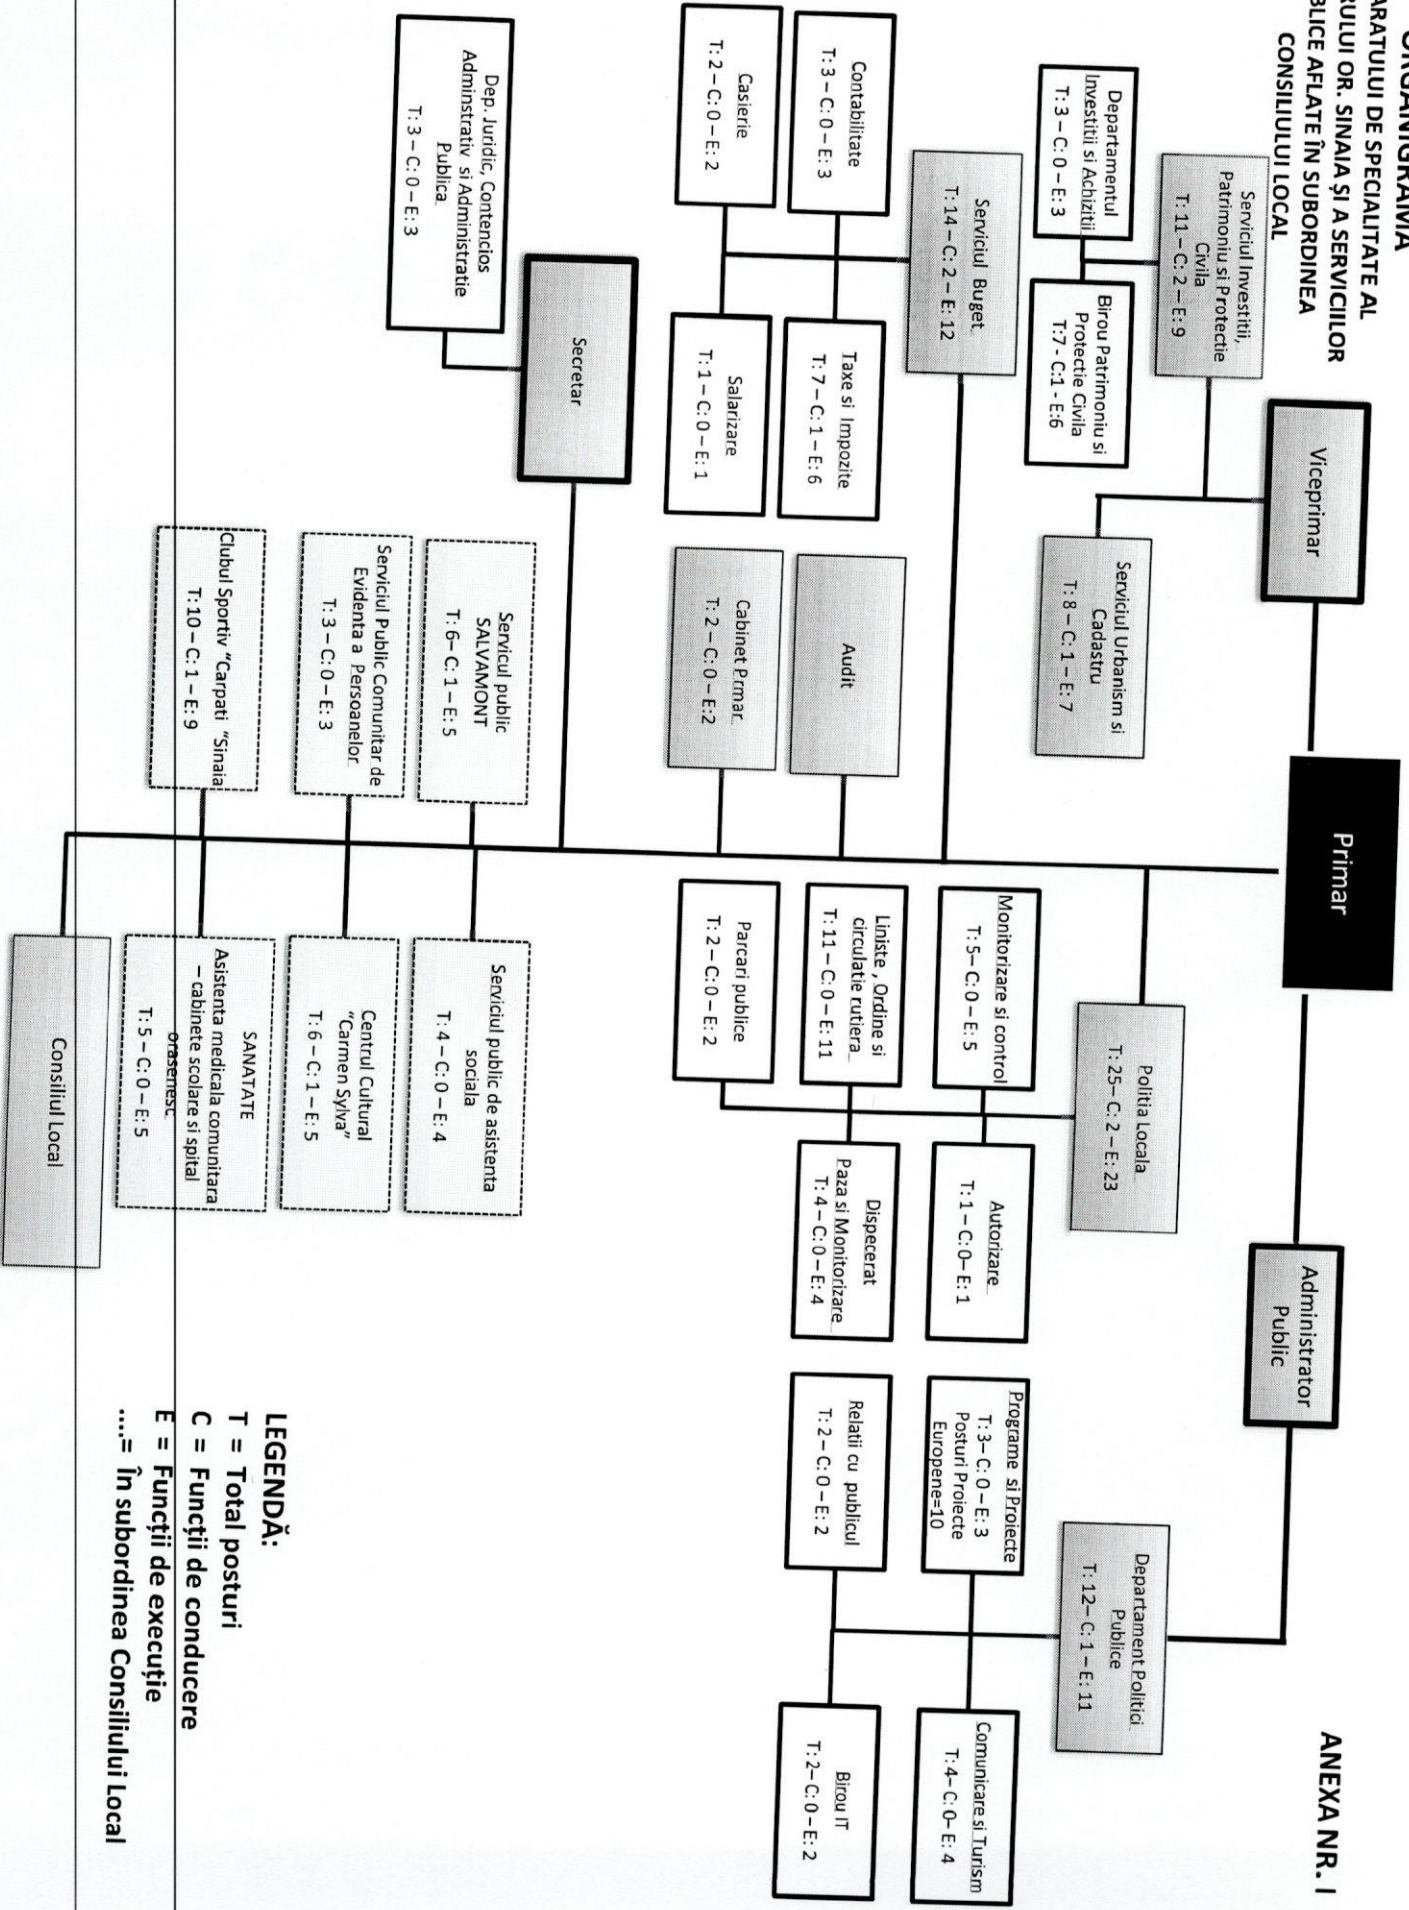 ORGANIGRAMA
ARATULUI DE SPECIALITATE AL
RULUI OR. SINAIA ȘI A SERVICIILOR
BLICE AFLATE ÎN SUBORDINEA
CONSILIULUI LOCAL
ANEXA NR. I
Primar
Viceprimar
Administrator
Public
Serviciul Investitii,
Patrimoniu si Protectie
Civila
T: 11 – C: 2 – E: 9
Departamentul
Investitii si Achizitii
T: 3 – C: 0 – E: 3
Birou Patrimoniu si
Protectie Civila
T:7 - C:1 - E:6
Serviciul Urbanism si
Cadastru
T: 8 – C: 1 – E: 7
Politia Locala
T: 25– C: 2 – E: 23
Departament Politici
Publice
T: 12– C: 1 – E: 11
Serviciul Buget
T: 14 – C: 2 – E: 12
Monitorizare si control
T: 5– C: 0 – E: 5
Autorizare
T: 1 – C:0– E: 1
Programe si Proiecte
T: 3– C: 0 – E: 3
Posturi Proiecte
Europene=10
Comunicare si Turism
T: 4– C: 0– E: 4
Contabilitate
T: 3 – C: 0 – E: 3
Taxe si Impozite
T: 7 – C: 1 – E: 6
Audit
Liniste , Ordine si
circulatie rutiera
T: 11 – C: 0 – E: 11
Dispecerat
Paza si Monitorizare
T: 4 – C: 0 – E: 4
Relatii cu publicul
T: 2 – C: 0 – E: 2
Birou IT
T: 2– C: 0 – E: 2
Casierie
T: 2 – C: 0 – E: 2
Salarizare
T: 1 – C: 0 – E: 1
Cabinet Prmar
T: 2 – C: 0 – E:2
Parcari publice
T: 2 – C: 0 – E: 2
Secretar
Dep. Juridic, Contencios
Adminstrativ si Administratie
Publica
T: 3 – C: 0 – E: 3
Servicul public
SALVAMONT
T: 6– C: 1 – E: 5
Serviciul public de asistenta
sociala
T: 4 – C: 0 – E: 4
Serviciul Public Comunitar de
Evidenta a Persoanelor
T: 3 – C: 0 – E: 3
Centrul Cultural
“Carmen Sylva”
T: 6 – C: 1 – E: 5
Clubul Sportiv “Carpati “Sinaia
T: 10 – C: 1 – E: 9
SANATATE
Asistenta medicala comunitara
– cabinete scolare si spital
orasenesc
T: 5 – C: 0 – E: 5
Consiliul Local
LEGENDĂ:
T = Total posturi
C = Funcții de conducere
E = Funcții de execuție
....= În subordinea Consiliului Local